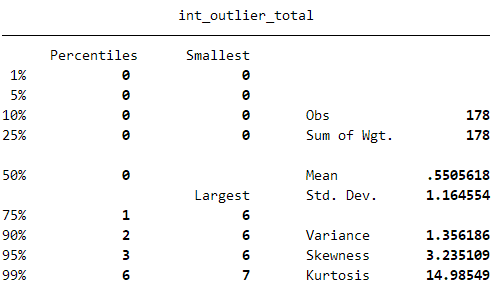 int_outlier_total
Percentiles Smallest
1% 0 0
5% 0 0
10% 0 0 Obs 178
25% 0 0 Sum of Wgt. 178
50% 0 Mean .5505618
Largest Std. Dev. 1.164554
75% 1 6
90% 2 6 Variance 1.356186
95% 3 6 Skewness 3.235109
99% 6 7 Kurtosis 14.98549